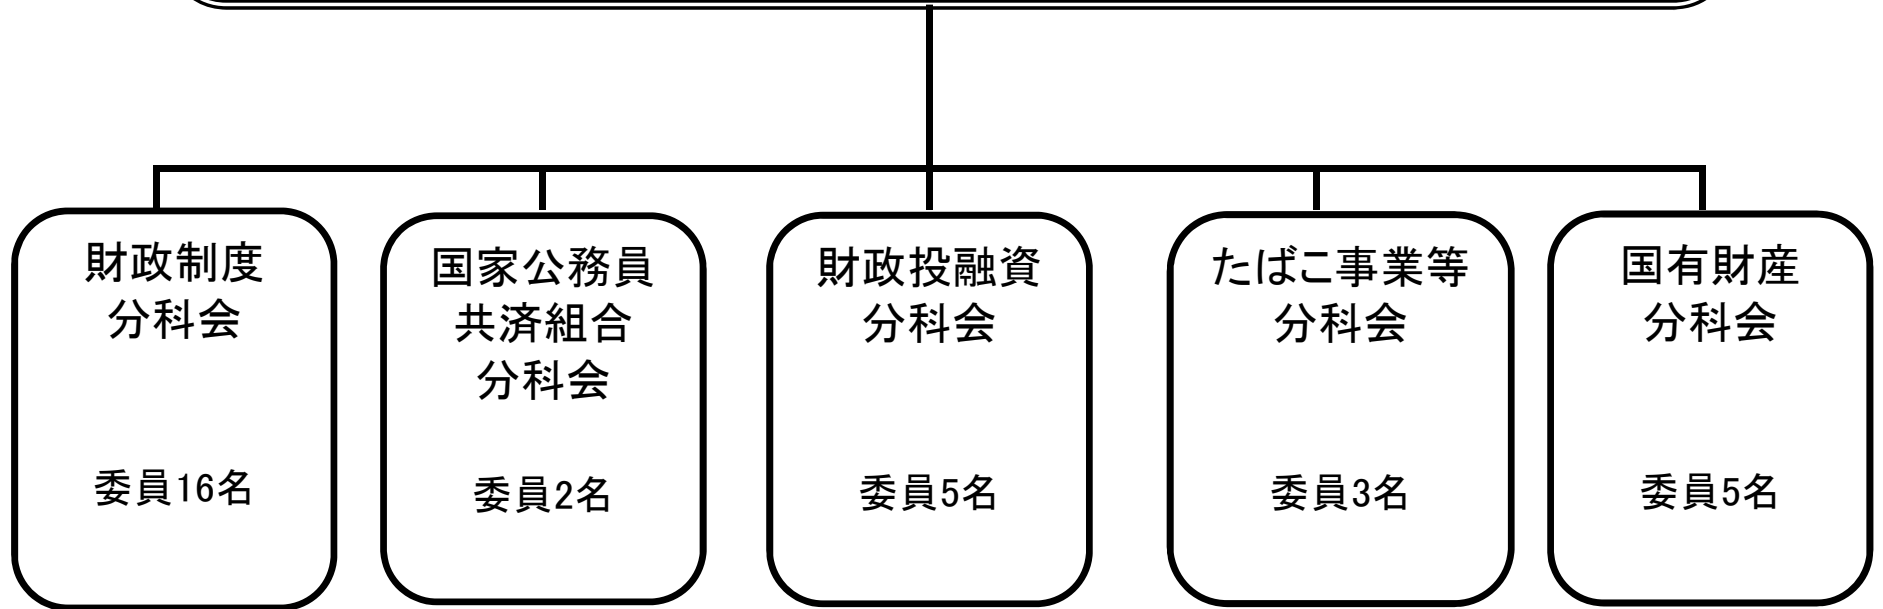 財政制度
分科会
委員16名
国家公務員
共済組合
分科会
委員2名
財政投融資
分科会
委員5名
たばこ事業等
分科会
委員3名
国有財産
分科会
委員5名